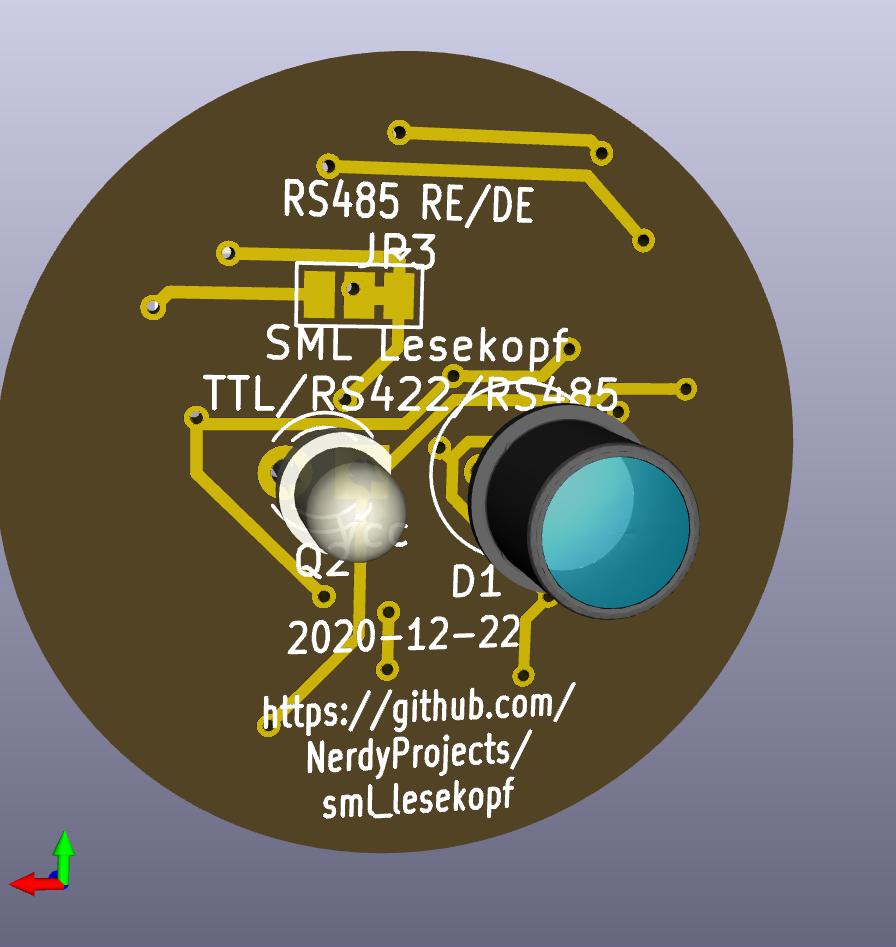 RS485 RE/DE
JP3
SML Lesekopf
TTL/RS422/RS485
Q2
D1
2020-12-22
https://github.com/
NerdyProjects/
sml_lesekopf